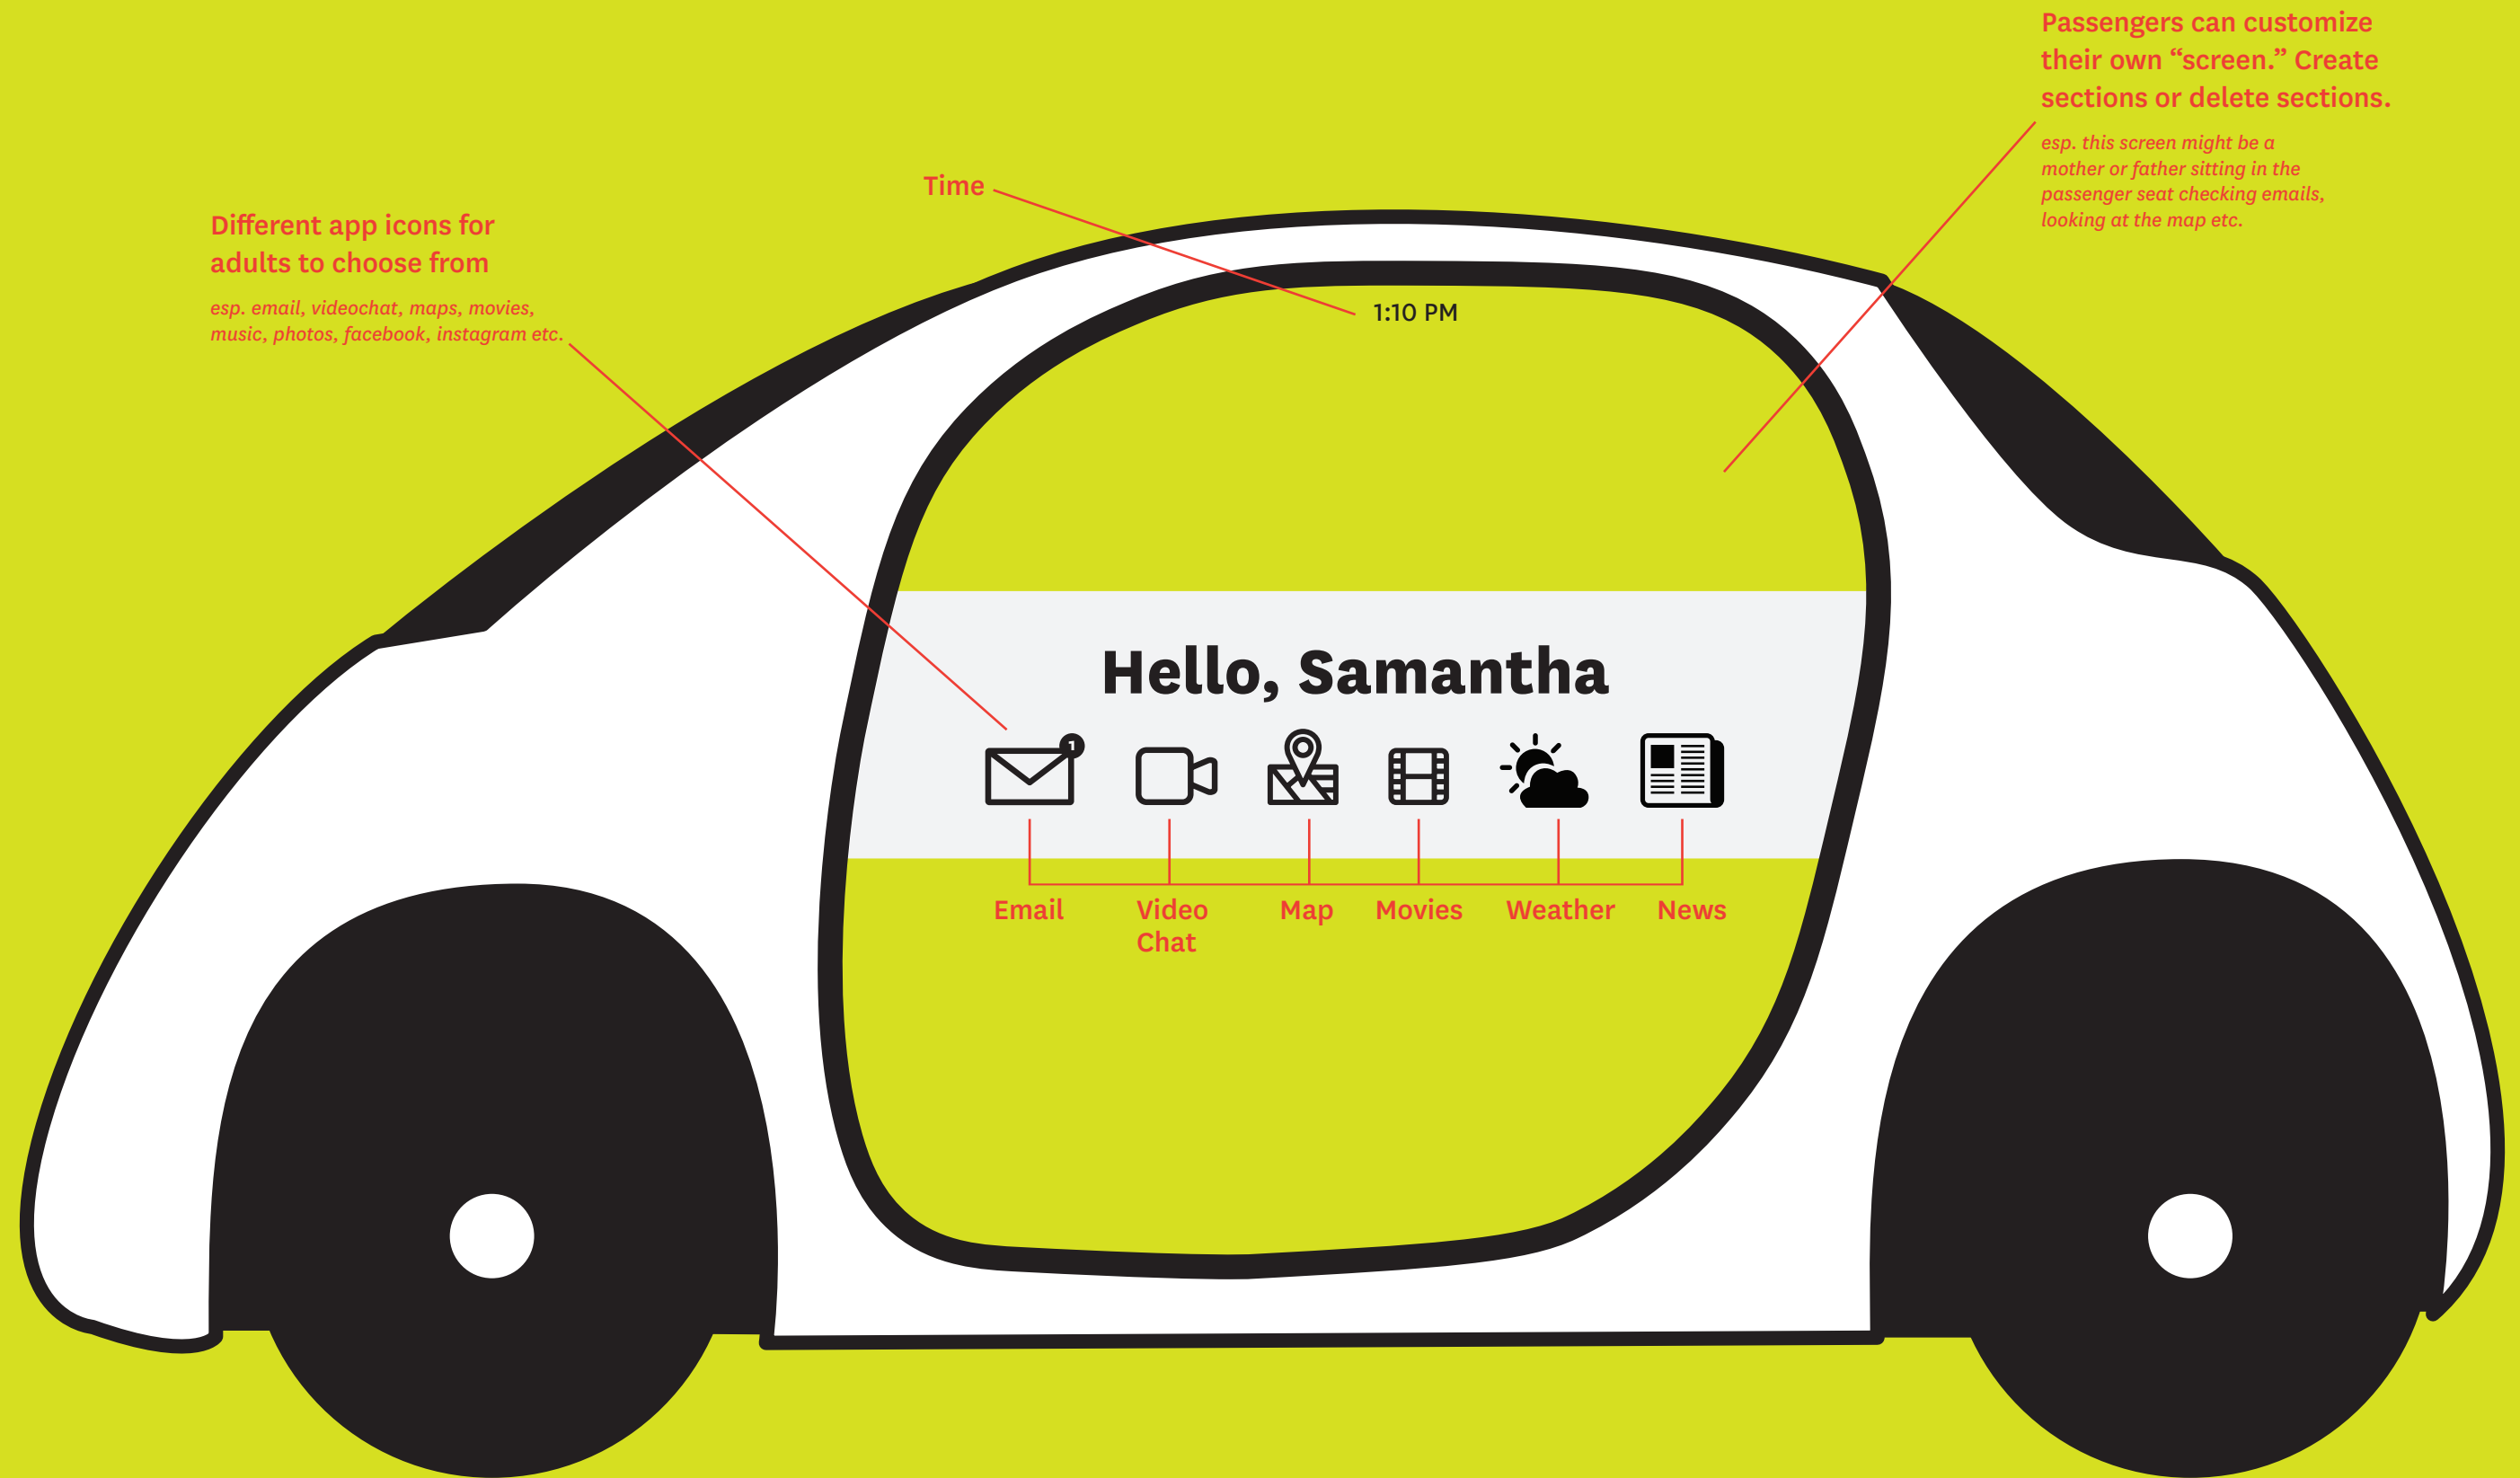 Passengers can customize
their own “screen.” Create
sections or delete sections.
esp. this screen might be a
mother or father sitting in the
passenger seat checking emails,
looking at the map etc.
Time
Different app icons for
adults to choose from
esp. email, videochat, maps, movies,
music, photos, facebook, instagram etc.
1:10 PM
Hello, Samantha
1
Email
Video
Chat
Map
Movies
Weather
News